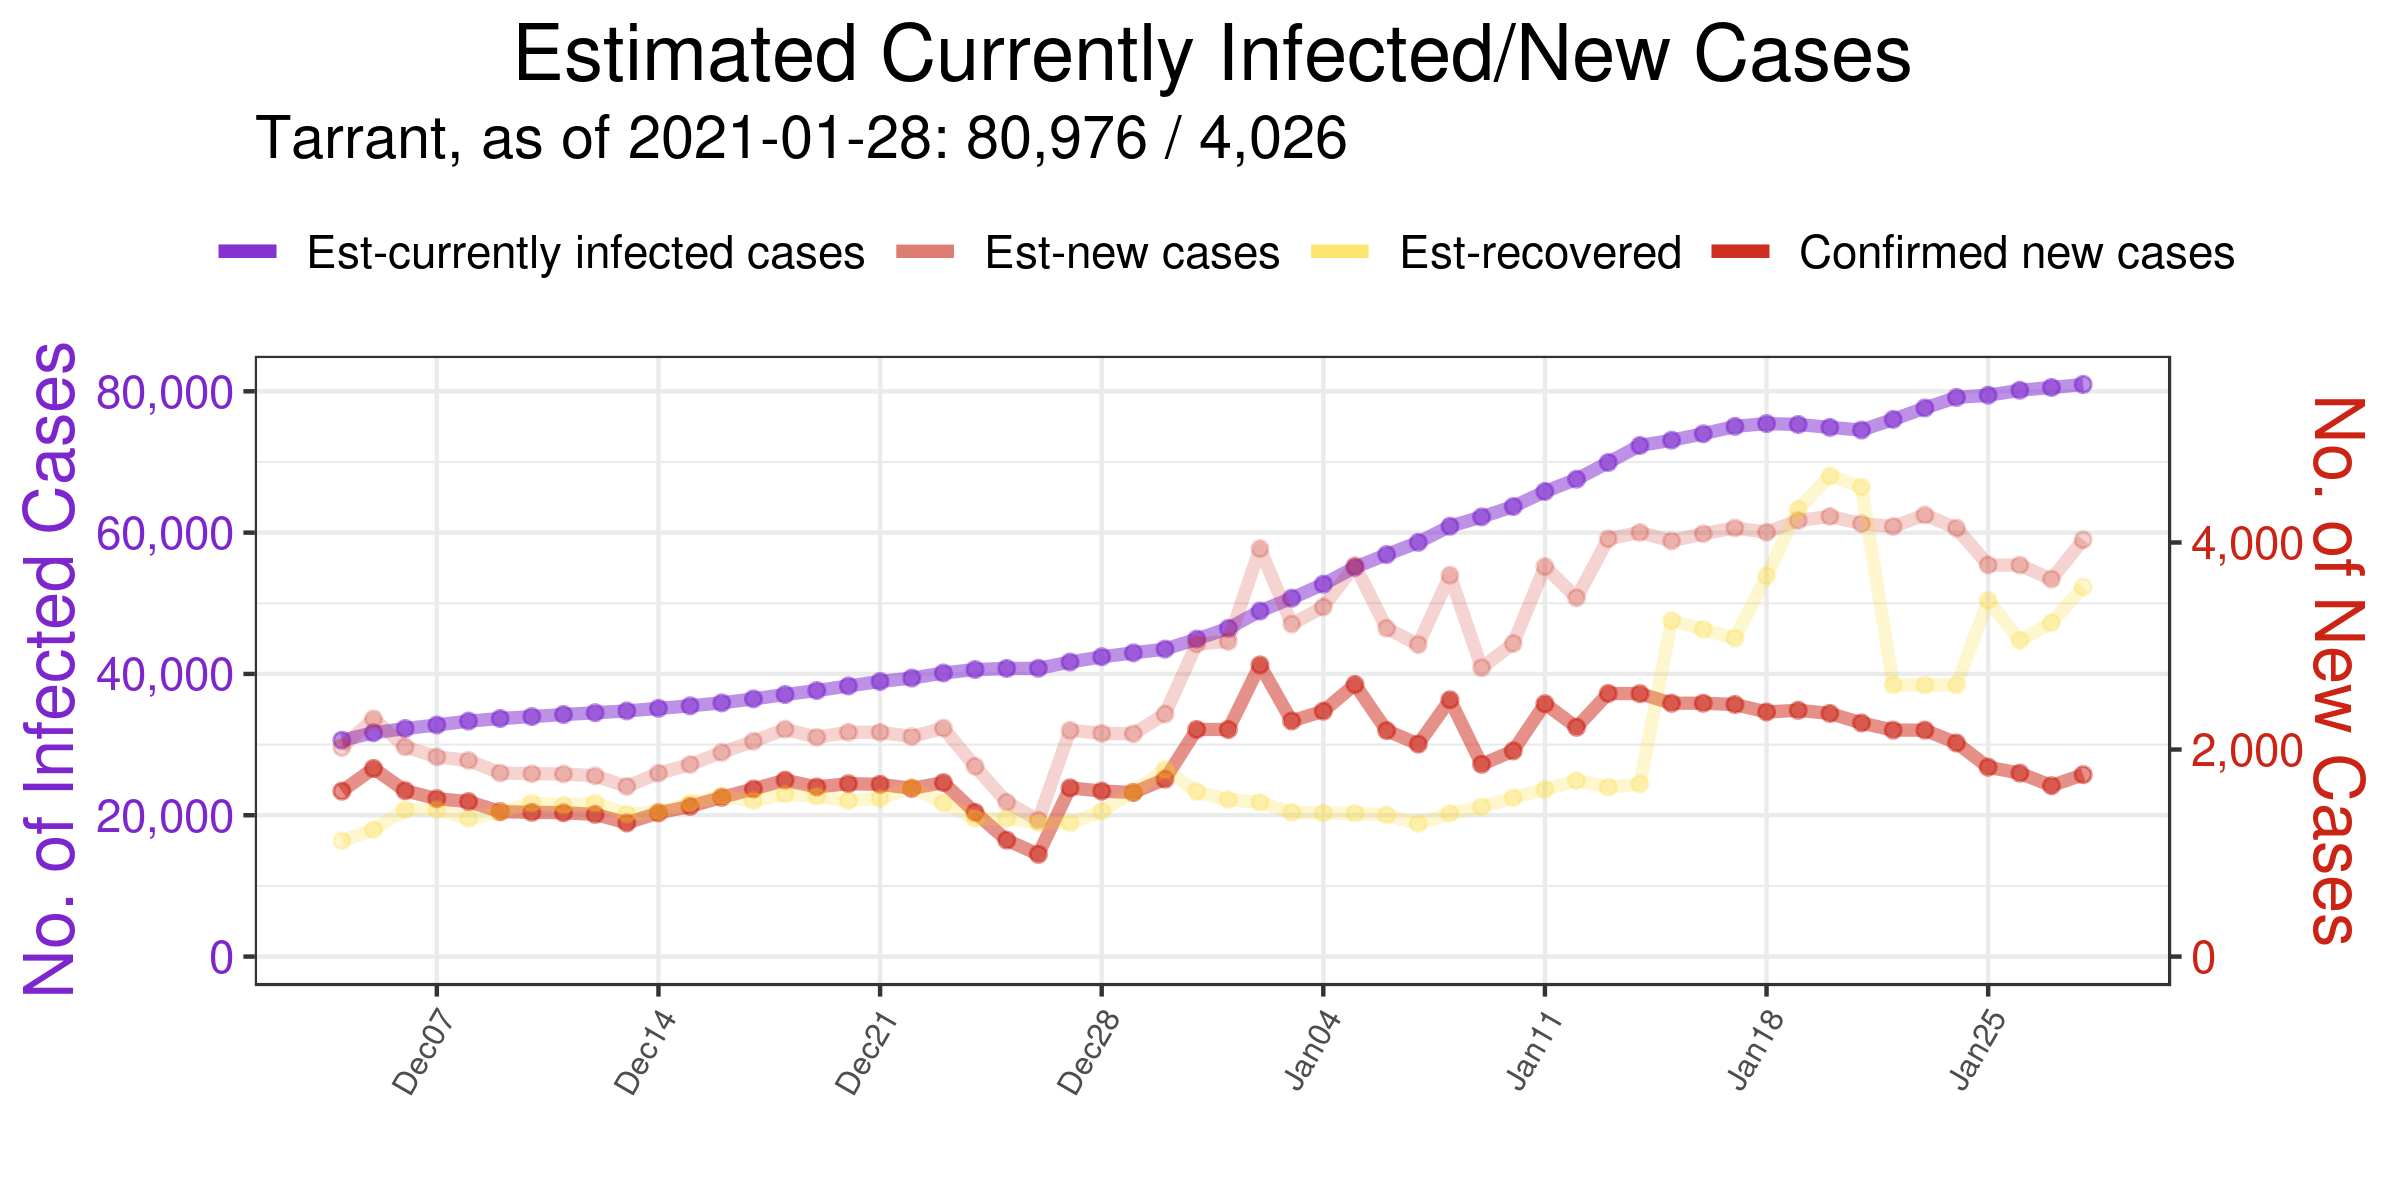 Estimated Currently Infected/New Cases
Tarrant, as of 2021-01-28: 80,976 / 4,026
Est-currently infected cases Est-new cases Est-recovered Confirmed new cases
No. of Infected Cases
80,000
60,000
40,000
20,000
0
4,000
2,000
0
No. of New Cases
Dec07 Dec14 Dec21 Dec28 Jan04 Jan11 Jan18 Jan25